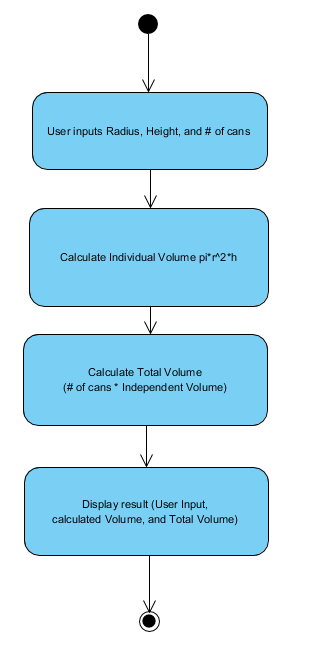 User inputs Radius, Height, and # of cans
Calculate Individual Volume pi*r^2*h
Calculate Total Volume
(# of cans * Independent Volume)
Display result (User Input,
calculated Volume, and Total Volume)